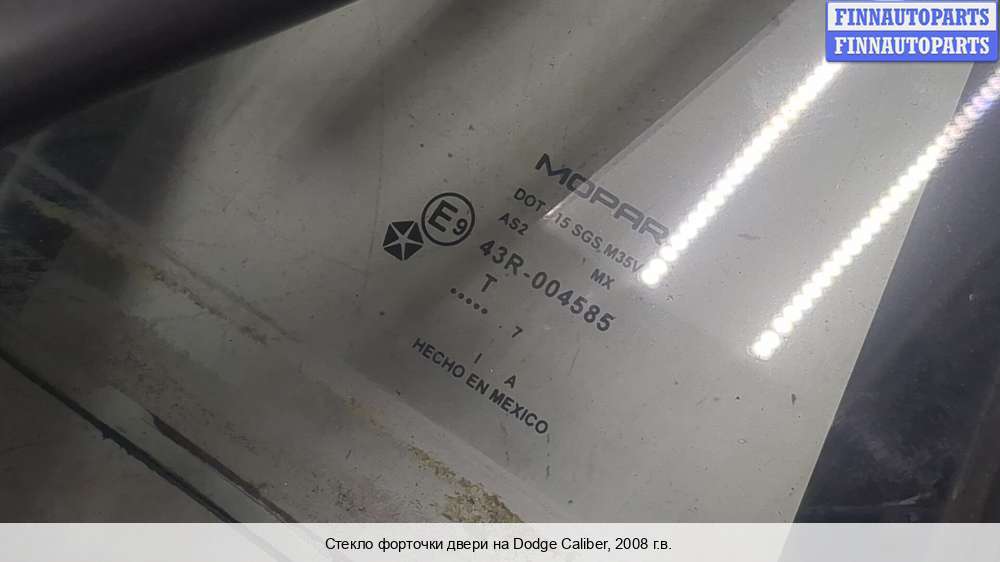 FINNAUTOPARTS
FINNAUTOPARTS
MOPAR
DOT 15 SGS M35V
AS2 MX
E9
43R-004585
T
..... 7
I A
HECHO EN MEXICO
Стекло форточки двери на Dodge Caliber, 2008 г.в.